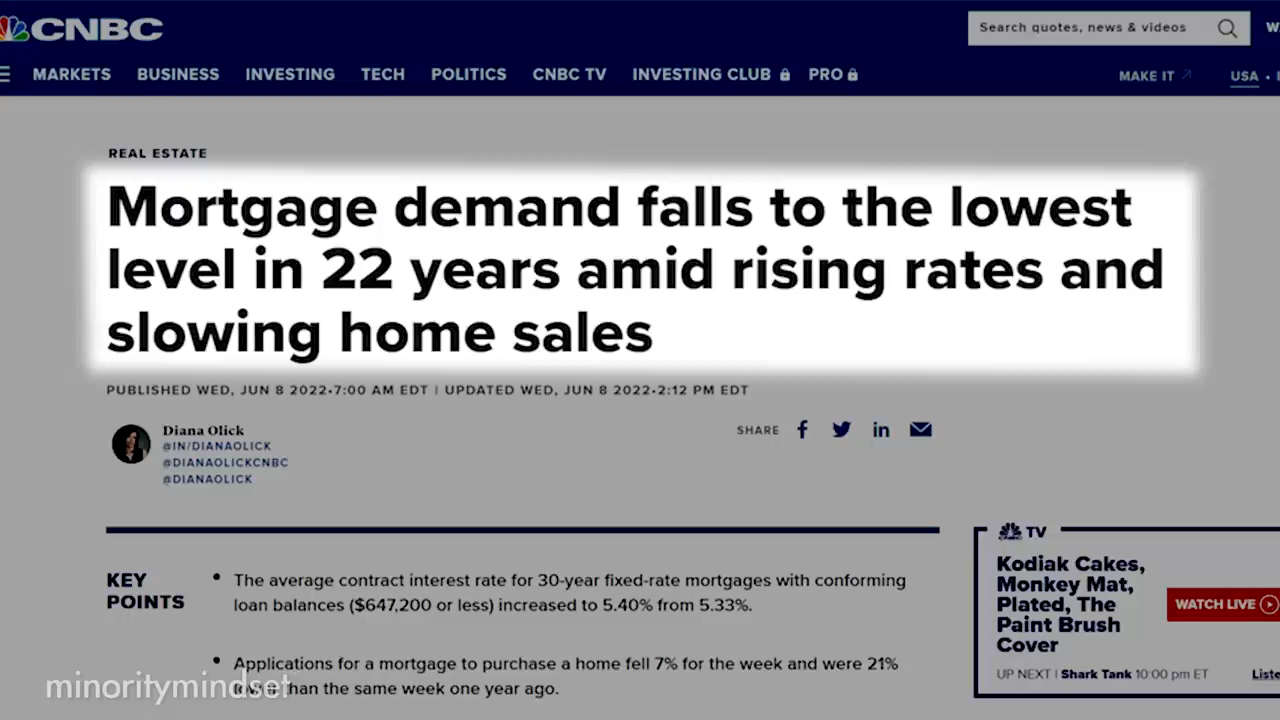 CNBC
Search quotes, news & videos
MARKETS BUSINESS INVESTING TECH POLITICS CNBC TV INVESTING CLUB PRO
MAKE IT USA
REAL ESTATE
Mortgage demand falls to the lowest
level in 22 years amid rising rates and
slowing home sales
PUBLISHED WED, JUN 8 2022•7:00 AM EDT | UPDATED WED, JUN 8 2022•2:12 PM EDT
Diana Olick
@IN/DIANAOLICK
@DIANAOLICKCNBC
@DIANAOLICK
SHARE
KEY
POINTS
• The average contract interest rate for 30-year fixed-rate mortgages with conforming
loan balances ($647,200 or less) increased to 5.40% from 5.33%.
• Applications for a mortgage to purchase a home fell 7% for the week and were 21%
than the same week one year ago.
TV
Kodiak Cakes,
Monkey Mat,
Plated, The
Paint Brush
Cover
WATCH LIVE
UP NEXT | Shark Tank 10:00 pm ET
minoritymindset